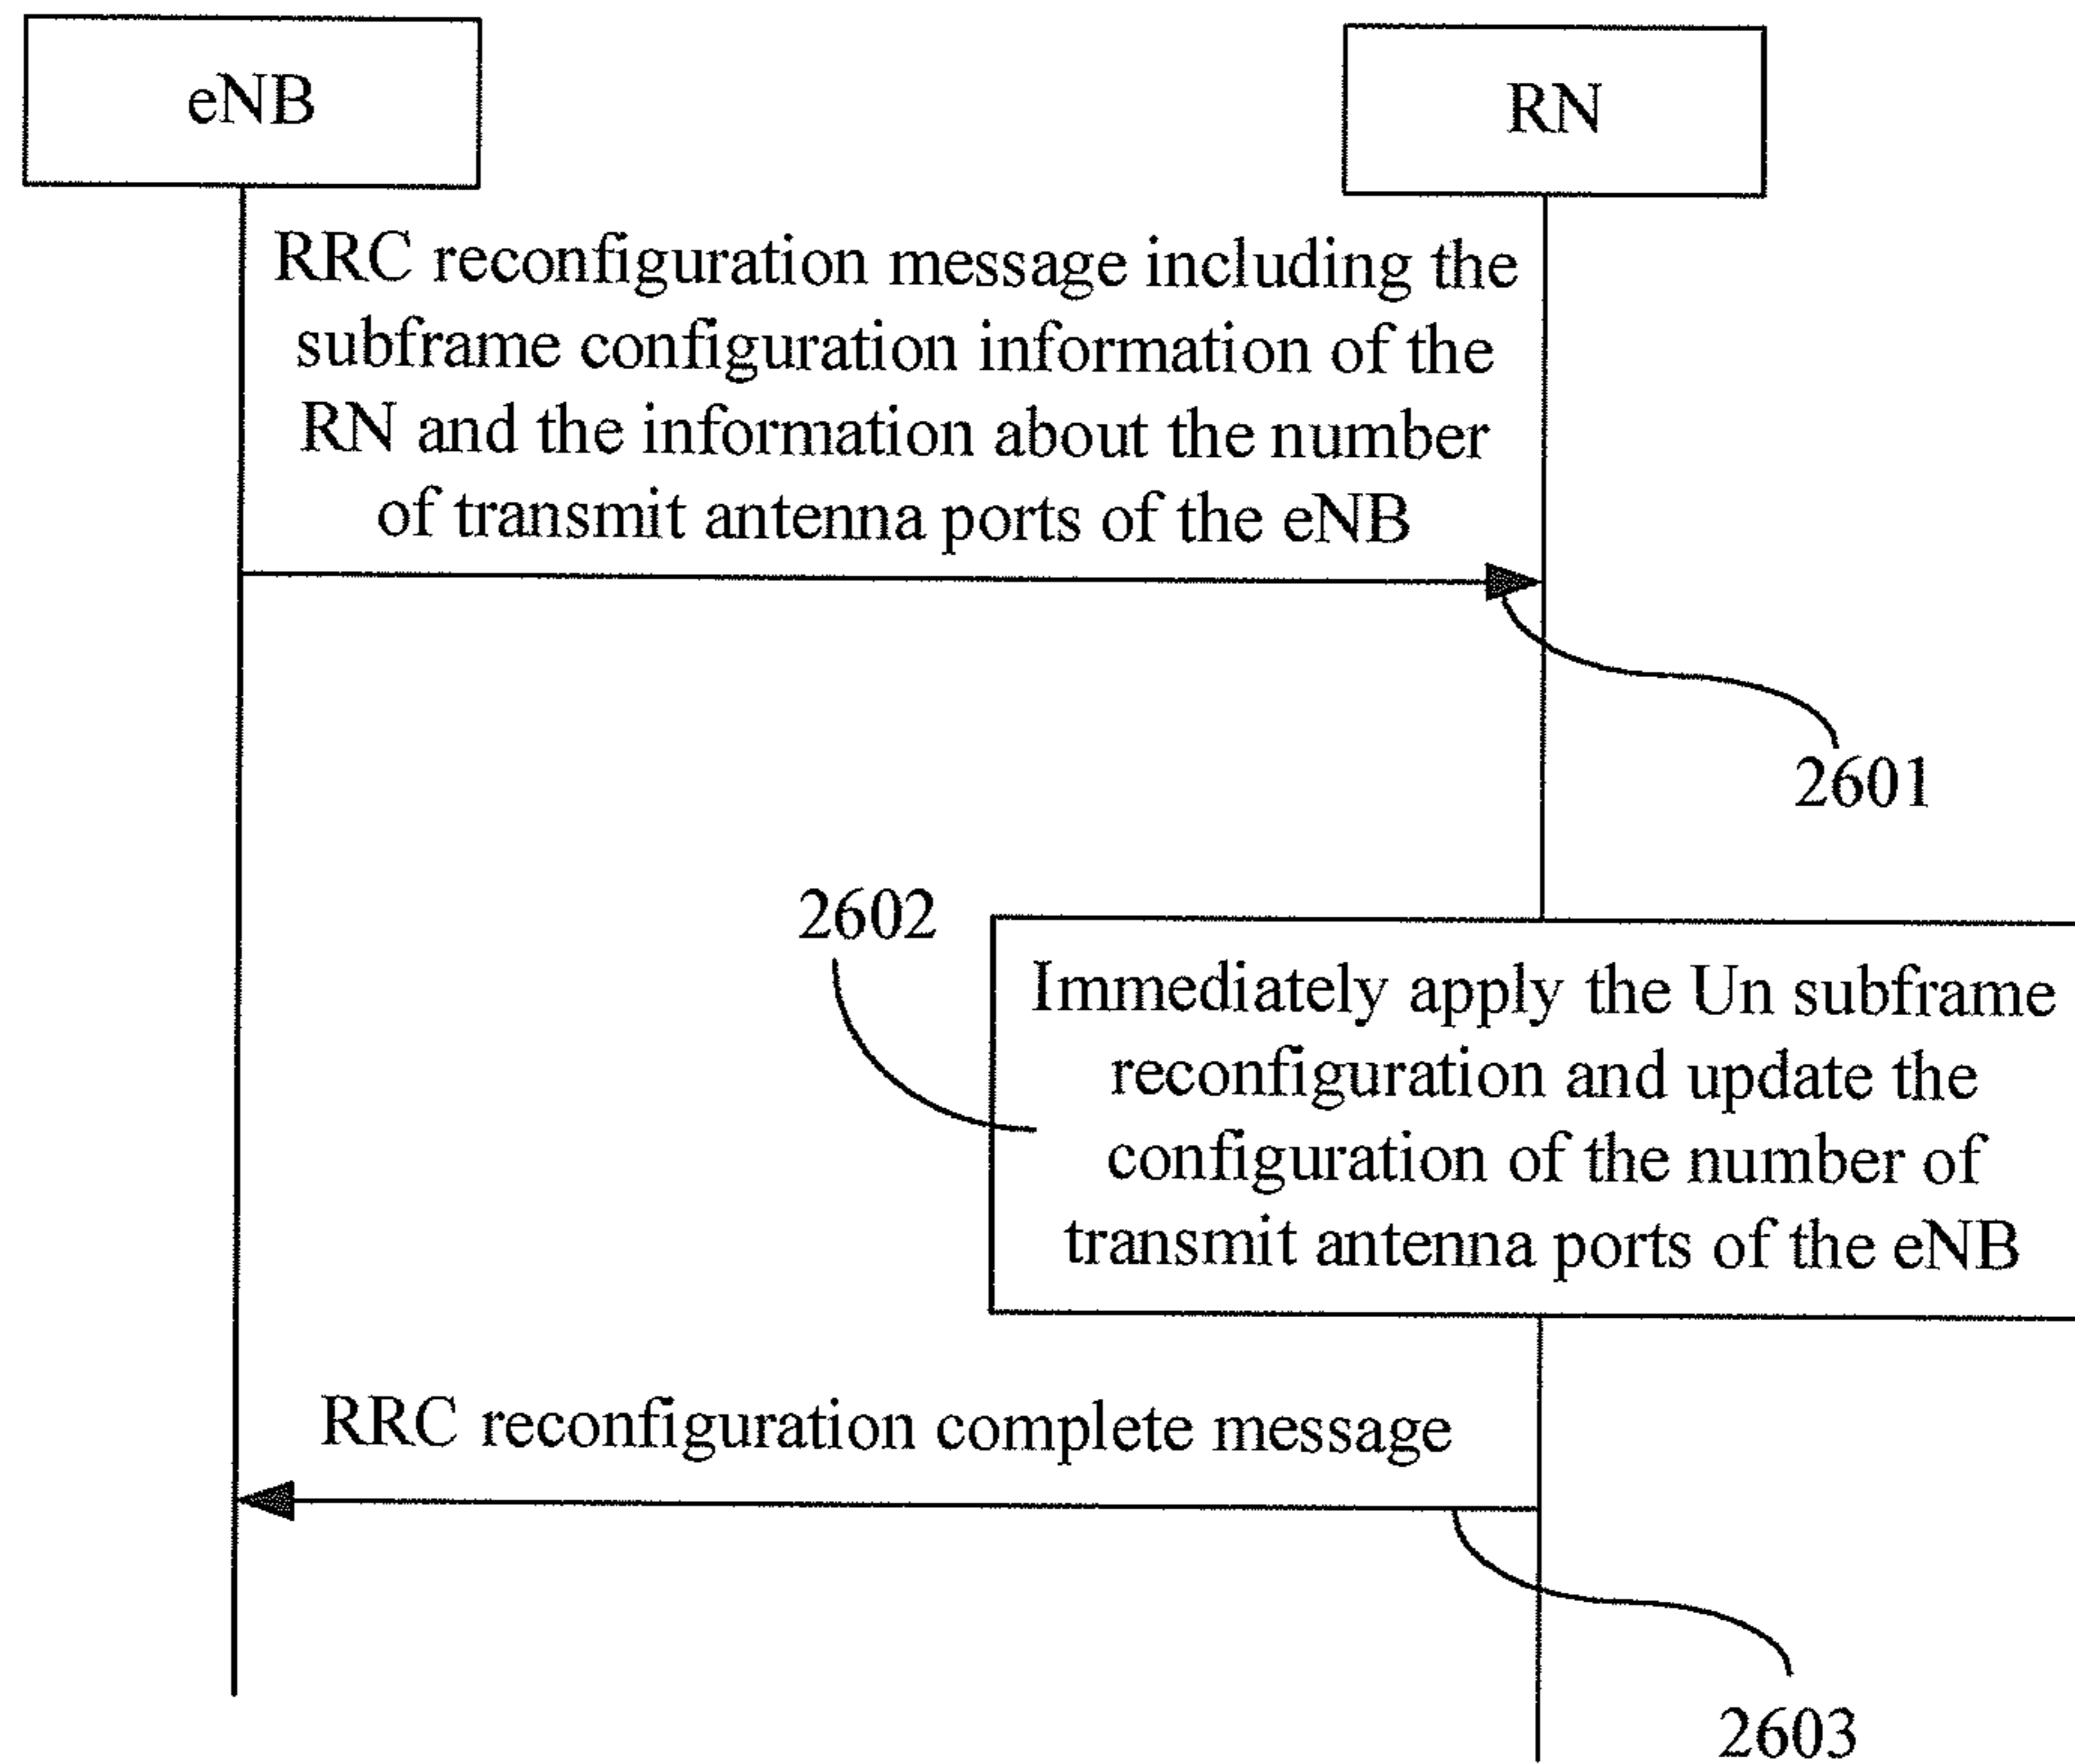 eNB
RN
RRC reconfiguration message including the
subframe configuration information of the
RN and the information about the number
of transmit antenna ports of the eNB
2601
2602
Immediately apply the Un subframe
reconfiguration and update the
configuration of the number of
transmit antenna ports of the eNB
RRC reconfiguration complete message
2603